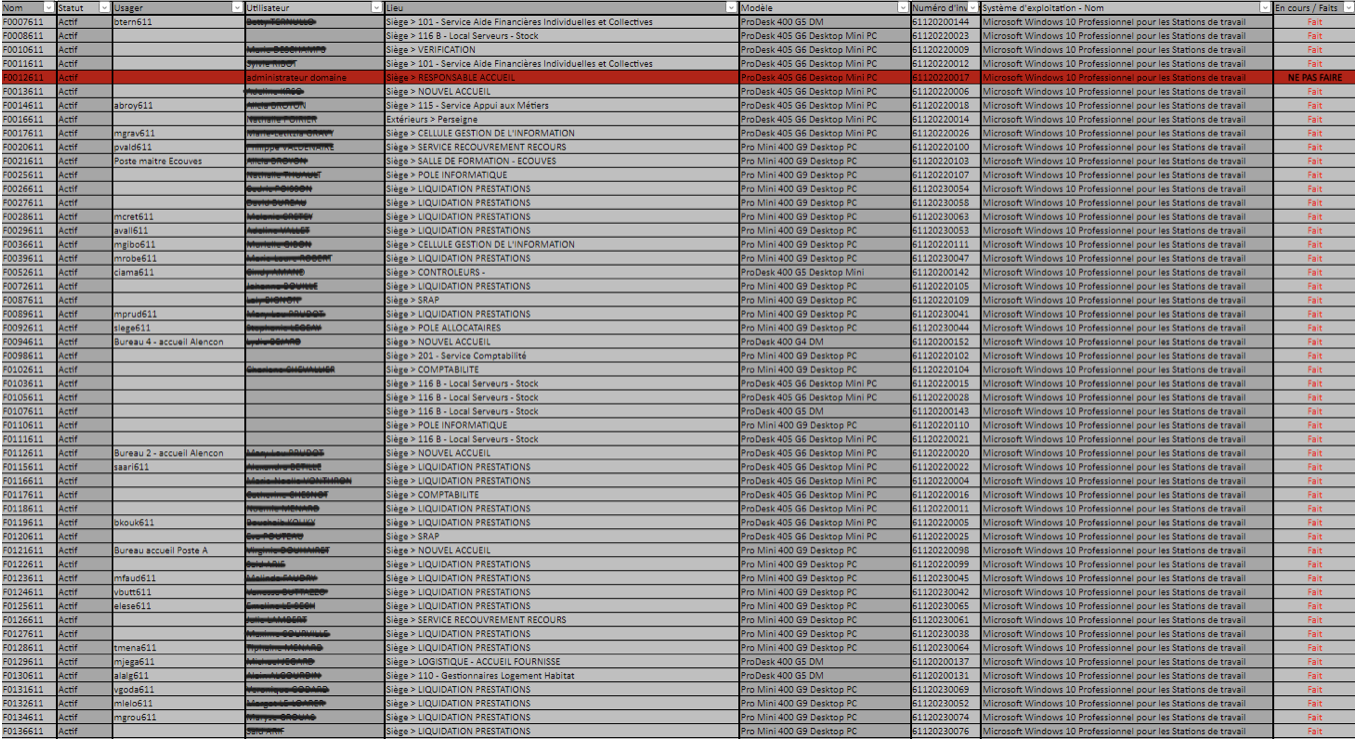 Nom Statut Usager Utilisateur Lieu Modèle Numéro d'inv Système d'exploitation - Nom En cours / Faits
F0007611 Actif btern611 Siège > 101 - Service Aide Financières Individuelles et Collectives ProDesk 400 G5 DM 61120200144 Microsoft Windows 10 Professionnel pour les Stations de travail Fait
F0008611 Actif Siège > 116 B - Local Serveurs - Stock ProDesk 405 G6 Desktop Mini PC 61120220023 Microsoft Windows 10 Professionnel pour les Stations de travail Fait
F0010611 Actif Siège > VERIFICATION ProDesk 405 G6 Desktop Mini PC 61120220009 Microsoft Windows 10 Professionnel pour les Stations de travail Fait
F0011611 Actif Siège > 101 - Service Aide Financières Individuelles et Collectives ProDesk 405 G6 Desktop Mini PC 61120220012 Microsoft Windows 10 Professionnel pour les Stations de travail Fait
F0012611 Actif administrateur domaine Siège > RESPONSABLE ACCUEIL ProDesk 405 G6 Desktop Mini PC 61120220017 Microsoft Windows 10 Professionnel pour les Stations de travail NE PAS FAIRE
F0013611 Actif Siège > NOUVEL ACCUEIL ProDesk 405 G6 Desktop Mini PC 61120220006 Microsoft Windows 10 Professionnel pour les Stations de travail Fait
F0014611 Actif abroy611 Siège > 115 - Service Appui aux Métiers ProDesk 405 G6 Desktop Mini PC 61120220018 Microsoft Windows 10 Professionnel pour les Stations de travail Fait
F0016611 Actif Extérieurs > Perseigne ProDesk 405 G6 Desktop Mini PC 61120220014 Microsoft Windows 10 Professionnel pour les Stations de travail Fait
F0017611 Actif mgrav611 Siège > CELLULE GESTION DE L'INFORMATION ProDesk 405 G6 Desktop Mini PC 61120220026 Microsoft Windows 10 Professionnel pour les Stations de travail Fait
F0020611 Actif pvald611 Siège > SERVICE RECOUVREMENT RECOURS Pro Mini 400 G9 Desktop PC 61120220100 Microsoft Windows 10 Professionnel pour les Stations de travail Fait
F0021611 Actif Poste maitre Ecouves Siège > SALLE DE FORMATION - ECOUVES Pro Mini 400 G9 Desktop PC 61120220103 Microsoft Windows 10 Professionnel pour les Stations de travail Fait
F0025611 Actif Siège > POLE INFORMATIQUE Pro Mini 400 G9 Desktop PC 61120220107 Microsoft Windows 10 Professionnel pour les Stations de travail Fait
F0026611 Actif Siège > LIQUIDATION PRESTATIONS Pro Mini 400 G9 Desktop PC 61120230054 Microsoft Windows 10 Professionnel pour les Stations de travail Fait
F0027611 Actif Siège > LIQUIDATION PRESTATIONS Pro Mini 400 G9 Desktop PC 61120230058 Microsoft Windows 10 Professionnel pour les Stations de travail Fait
F0028611 Actif mcret611 Siège > LIQUIDATION PRESTATIONS Pro Mini 400 G9 Desktop PC 61120230063 Microsoft Windows 10 Professionnel pour les Stations de travail Fait
F0029611 Actif avall611 Siège > LIQUIDATION PRESTATIONS Pro Mini 400 G9 Desktop PC 61120230053 Microsoft Windows 10 Professionnel pour les Stations de travail Fait
F0036611 Actif mgibo611 Siège > CELLULE GESTION DE L'INFORMATION Pro Mini 400 G9 Desktop PC 61120220111 Microsoft Windows 10 Professionnel pour les Stations de travail Fait
F0039611 Actif mrobe611 Siège > LIQUIDATION PRESTATIONS Pro Mini 400 G9 Desktop PC 61120230047 Microsoft Windows 10 Professionnel pour les Stations de travail Fait
F0052611 Actif ciama611 Siège > CONTROLEURS - ProDesk 400 G5 Desktop Mini 61120200142 Microsoft Windows 10 Professionnel pour les Stations de travail Fait
F0072611 Actif Siège > LIQUIDATION PRESTATIONS Pro Mini 400 G9 Desktop PC 61120220105 Microsoft Windows 10 Professionnel pour les Stations de travail Fait
F0087611 Actif Siège > SRAP Pro Mini 400 G9 Desktop PC 61120220109 Microsoft Windows 10 Professionnel pour les Stations de travail Fait
F0089611 Actif mprud611 Siège > LIQUIDATION PRESTATIONS Pro Mini 400 G9 Desktop PC 61120230041 Microsoft Windows 10 Professionnel pour les Stations de travail Fait
F0092611 Actif slege611 Siège > POLE ALLOCATAIRES Pro Mini 400 G9 Desktop PC 61120230044 Microsoft Windows 10 Professionnel pour les Stations de travail Fait
F0094611 Actif Bureau 4 - accueil Alencon Siège > NOUVEL ACCUEIL ProDesk 400 G4 DM 61120200152 Microsoft Windows 10 Professionnel pour les Stations de travail Fait
F0098611 Actif Siège > 201 - Service Comptabilité Pro Mini 400 G9 Desktop PC 61120220102 Microsoft Windows 10 Professionnel pour les Stations de travail Fait
F0102611 Actif Siège > COMPTABILITE Pro Mini 400 G9 Desktop PC 61120220104 Microsoft Windows 10 Professionnel pour les Stations de travail Fait
F0103611 Actif Siège > 116 B - Local Serveurs - Stock ProDesk 405 G6 Desktop Mini PC 61120220015 Microsoft Windows 10 Professionnel pour les Stations de travail Fait
F0105611 Actif Siège > 116 B - Local Serveurs - Stock ProDesk 405 G6 Desktop Mini PC 61120220028 Microsoft Windows 10 Professionnel pour les Stations de travail Fait
F0107611 Actif Siège > 116 B - Local Serveurs - Stock ProDesk 400 G5 DM 61120200143 Microsoft Windows 10 Professionnel pour les Stations de travail Fait
F0110611 Actif Siège > POLE INFORMATIQUE Pro Mini 400 G9 Desktop PC 61120220110 Microsoft Windows 10 Professionnel pour les Stations de travail Fait
F0111611 Actif Siège > 116 B - Local Serveurs - Stock ProDesk 405 G6 Desktop Mini PC 61120220021 Microsoft Windows 10 Professionnel pour les Stations de travail Fait
F0112611 Actif Bureau 2 - accueil Alencon Siège > NOUVEL ACCUEIL ProDesk 405 G6 Desktop Mini PC 61120220020 Microsoft Windows 10 Professionnel pour les Stations de travail Fait
F0115611 Actif saari611 Siège > LIQUIDATION PRESTATIONS ProDesk 405 G6 Desktop Mini PC 61120220022 Microsoft Windows 10 Professionnel pour les Stations de travail Fait
F0116611 Actif Siège > LIQUIDATION PRESTATIONS ProDesk 405 G6 Desktop Mini PC 61120220004 Microsoft Windows 10 Professionnel pour les Stations de travail Fait
F0117611 Actif Siège > COMPTABILITE ProDesk 405 G6 Desktop Mini PC 61120220016 Microsoft Windows 10 Professionnel pour les Stations de travail Fait
F0118611 Actif Siège > LIQUIDATION PRESTATIONS ProDesk 405 G6 Desktop Mini PC 61120220011 Microsoft Windows 10 Professionnel pour les Stations de travail Fait
F0119611 Actif bkouk611 Siège > LIQUIDATION PRESTATIONS ProDesk 405 G6 Desktop Mini PC 61120220005 Microsoft Windows 10 Professionnel pour les Stations de travail Fait
F0120611 Actif Siège > SRAP ProDesk 405 G6 Desktop Mini PC 61120220025 Microsoft Windows 10 Professionnel pour les Stations de travail Fait
F0121611 Actif Bureau accueil Poste A Siège > NOUVEL ACCUEIL Pro Mini 400 G9 Desktop PC 61120220098 Microsoft Windows 10 Professionnel pour les Stations de travail Fait
F0122611 Actif Siège > LIQUIDATION PRESTATIONS Pro Mini 400 G9 Desktop PC 61120220099 Microsoft Windows 10 Professionnel pour les Stations de travail Fait
F0123611 Actif mfaud611 Siège > LIQUIDATION PRESTATIONS Pro Mini 400 G9 Desktop PC 61120230045 Microsoft Windows 10 Professionnel pour les Stations de travail Fait
F0124611 Actif vbutt611 Siège > LIQUIDATION PRESTATIONS Pro Mini 400 G9 Desktop PC 61120230042 Microsoft Windows 10 Professionnel pour les Stations de travail Fait
F0125611 Actif elese611 Siège > LIQUIDATION PRESTATIONS Pro Mini 400 G9 Desktop PC 61120230065 Microsoft Windows 10 Professionnel pour les Stations de travail Fait
F0126611 Actif Siège > SERVICE RECOUVREMENT RECOURS Pro Mini 400 G9 Desktop PC 61120230061 Microsoft Windows 10 Professionnel pour les Stations de travail Fait
F0127611 Actif Siège > LIQUIDATION PRESTATIONS Pro Mini 400 G9 Desktop PC 61120230038 Microsoft Windows 10 Professionnel pour les Stations de travail Fait
F0128611 Actif tmena611 Siège > LIQUIDATION PRESTATIONS Pro Mini 400 G9 Desktop PC 61120230064 Microsoft Windows 10 Professionnel pour les Stations de travail Fait
F0129611 Actif mjega611 Siège > LOGISTIQUE - ACCUEIL FOURNISSE ProDesk 400 G5 DM 61120200137 Microsoft Windows 10 Professionnel pour les Stations de travail Fait
F0130611 Actif alalg611 Siège > 110 - Gestionnaires Logement Habitat ProDesk 400 G5 DM 61120200131 Microsoft Windows 10 Professionnel pour les Stations de travail Fait
F0131611 Actif vgoda611 Siège > LIQUIDATION PRESTATIONS Pro Mini 400 G9 Desktop PC 61120230069 Microsoft Windows 10 Professionnel pour les Stations de travail Fait
F0132611 Actif mlelo611 Siège > LIQUIDATION PRESTATIONS Pro Mini 400 G9 Desktop PC 61120230052 Microsoft Windows 10 Professionnel pour les Stations de travail Fait
F0134611 Actif mgrou611 Siège > LIQUIDATION PRESTATIONS Pro Mini 400 G9 Desktop PC 61120230074 Microsoft Windows 10 Professionnel pour les Stations de travail Fait
F0136611 Actif Siège > LIQUIDATION PRESTATIONS Pro Mini 400 G9 Desktop PC 61120230076 Microsoft Windows 10 Professionnel pour les Stations de travail Fait